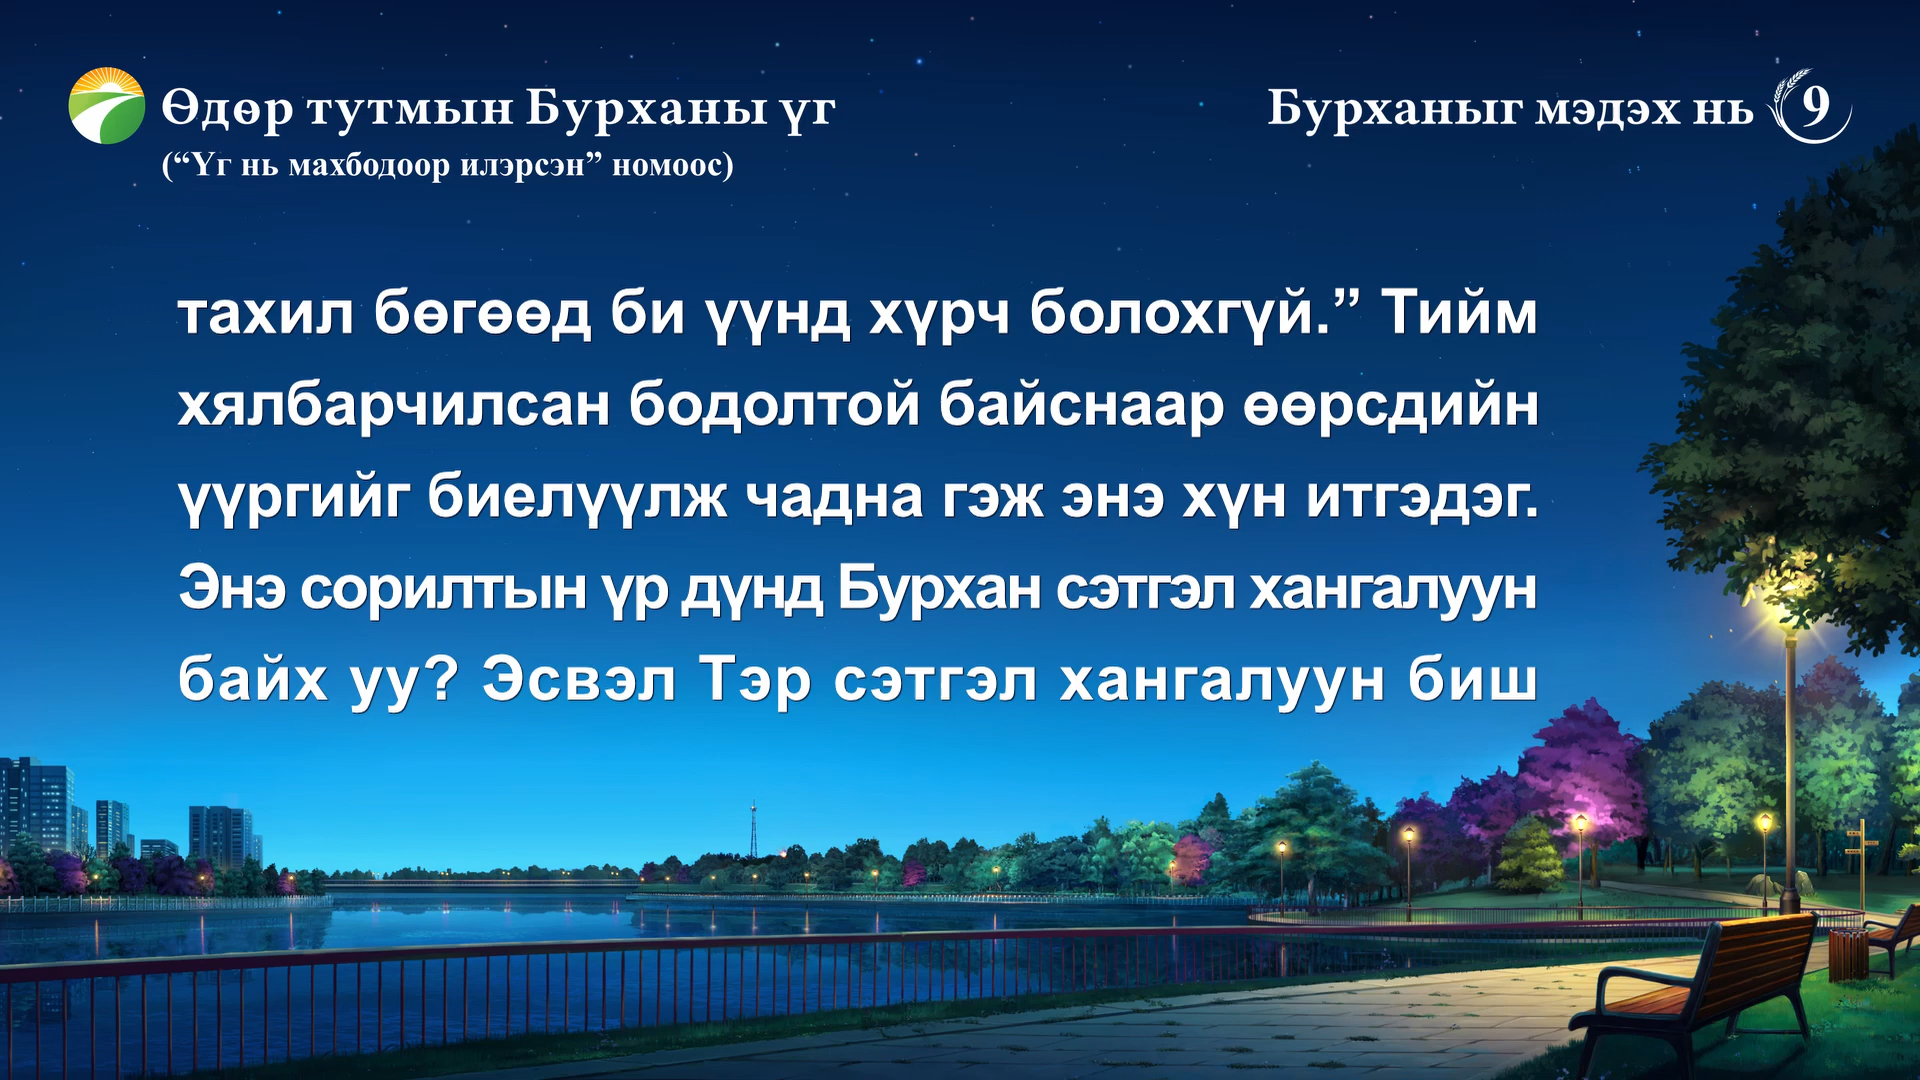 Өдөр тутмын Бурханы үг
(“Үг нь махбодоор илэрсэн” номоос)
Бурханыг мэдэх нь 9
тахил бөгөөд би үүнд хүрч болохгүй.” Тийм
хялбарчилсан бодолтой байснаар өөрсдийн
үүргийг биелүүлж чадна гэж энэ хүн итгэдэг.
Энэ сорилтын үр дүнд Бурхан сэтгэл хангалуун
байх уу? Эсвэл Тэр сэтгэл хангалуун биш